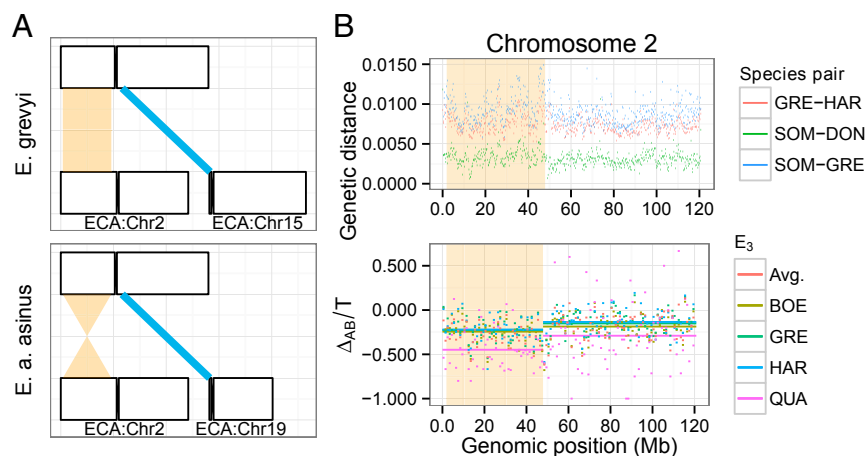 A
E. grevyi
ECA:Chr2
ECA:Chr15
E. a. asinus
ECA:Chr2
ECA:Chr19
B
Chromosome 2
Genetic distance
0.0150
0.0100
0.0050
0.0000
0.0 20 40 60 80 100 120
Species pair
GRE−HAR
SOM−DON
SOM−GRE
Δ_AB/T
0.500
0.000
−0.500
−1.000
0.0 20 40 60 80 100 120
Genomic position (Mb)
E₃
Avg.
BOE
GRE
HAR
QUA